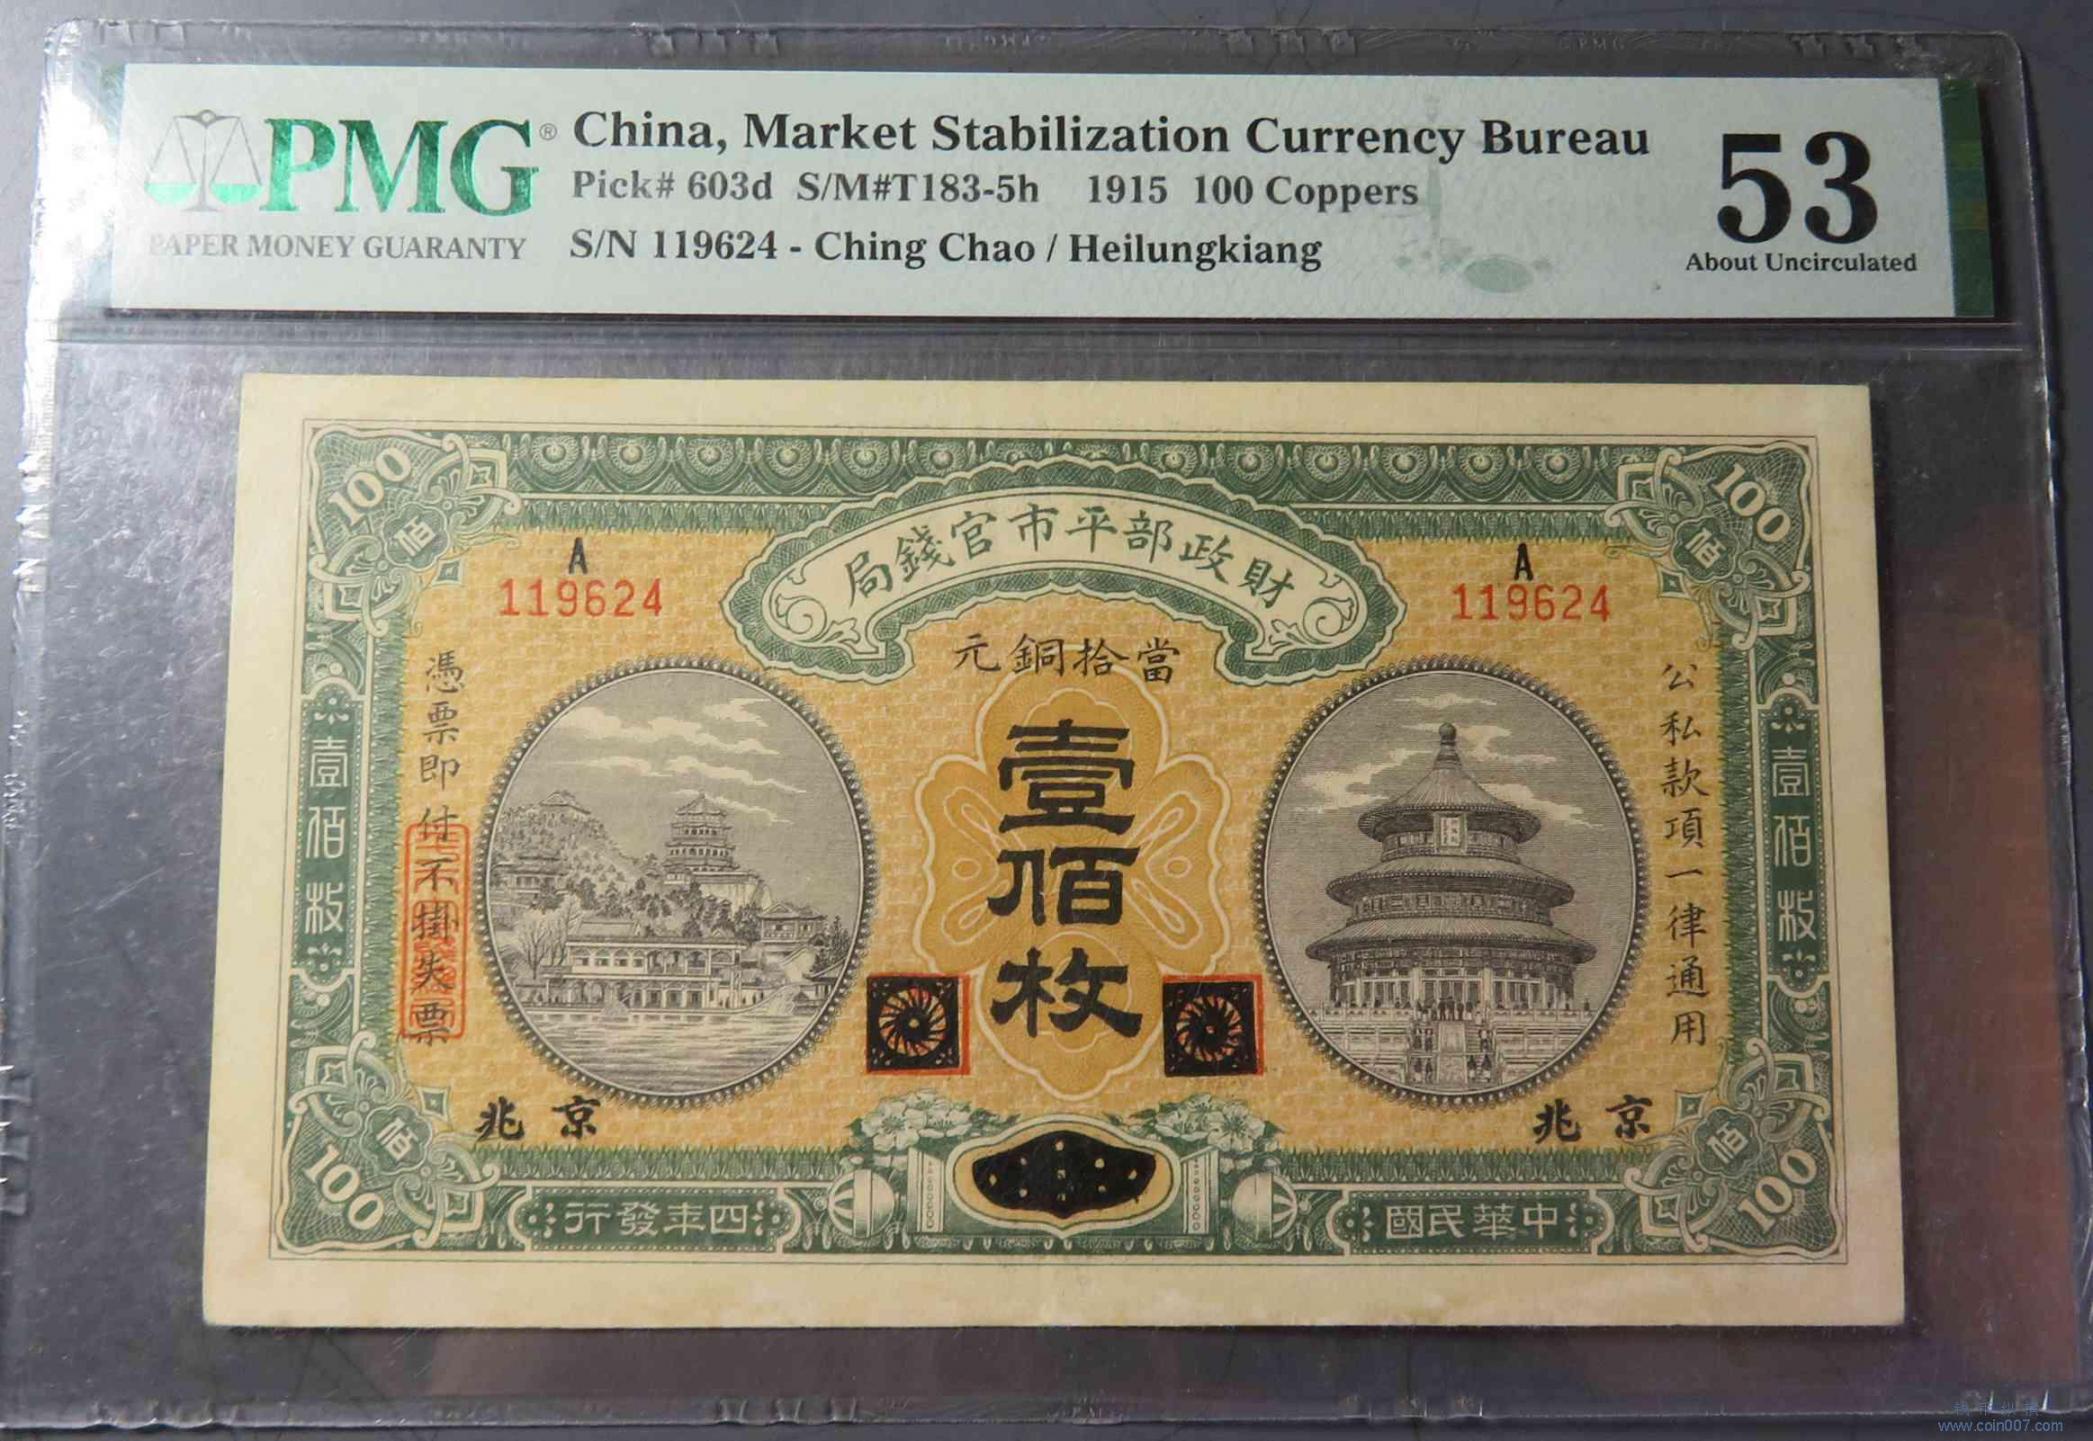 PMG®
PAPER MONEY GUARANTY
China, Market Stabilization Currency Bureau
Pick# 603d S/M#T183-5h 1915 100 Coppers
S/N 119624 - Ching Chao / Heilungkiang
53
About Uncirculated
100
佰
100
佰
局錢官市平部政財
A
119624
A
119624
元銅拾當
公私款項一律通用
憑票即付不掛失票
壹佰枚
壹佰枚
壹佰枚
兆京
兆京
佰
100
佰
100
行發年四
國民華中
www.coin007.com